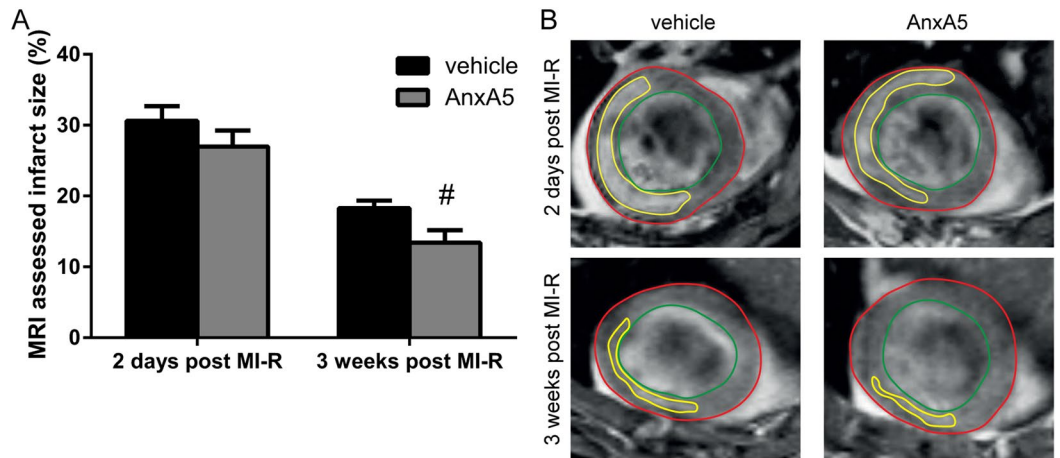 A
MRI assessed infarct size (%)
40
30
20
10
0
vehicle
AnxA5
#
2 days post MI-R
3 weeks post MI-R
B
vehicle
AnxA5
2 days post MI-R
3 weeks post MI-R